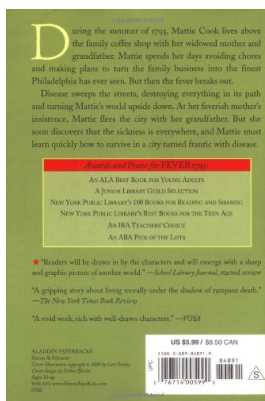 During the summer of 1793, Mattie Cook lives above
the family coffee shop with her widowed mother and
grandfather. Mattie spends her days avoiding chores
and making plans to turn the family business into the finest
Philadelphia has ever seen. But then the fever breaks out.
Disease sweeps the streets, destroying everything in its path
and turning Mattie's world upside down. At her feverish mother's
insistence, Mattie flees the city with her grandfather. But she
soon discovers that the sickness is everywhere, and Mattie must
learn quickly how to survive in a city turned frantic with disease.
Awards and Praise for FEVER 1793:
AN ALA BEST BOOK FOR YOUNG ADULTS
A JUNIOR LIBRARY GUILD SELECTION
NEW YORK PUBLIC LIBRARY'S 100 BOOKS FOR READING AND SHARING
NEW YORK PUBLIC LIBRARY'S BEST BOOKS FOR THE TEEN AGE
AN IRA TEACHERS' CHOICE
AN ABA PICK OF THE LISTS
★"Readers will be drawn in by the characters and will emerge with a sharp
and graphic picture of another world." —School Library Journal, starred review
"A gripping story about living morally under the shadow of rampant death."
—The New York Times Book Review
"A vivid work, rich with well-drawn characters." —
ALADDIN PAPERBACKS
Simon & Schuster
US $5.99 / $8.50 CAN
UPC
ISBN 0-689-84891-9
84891
6 76714 00599